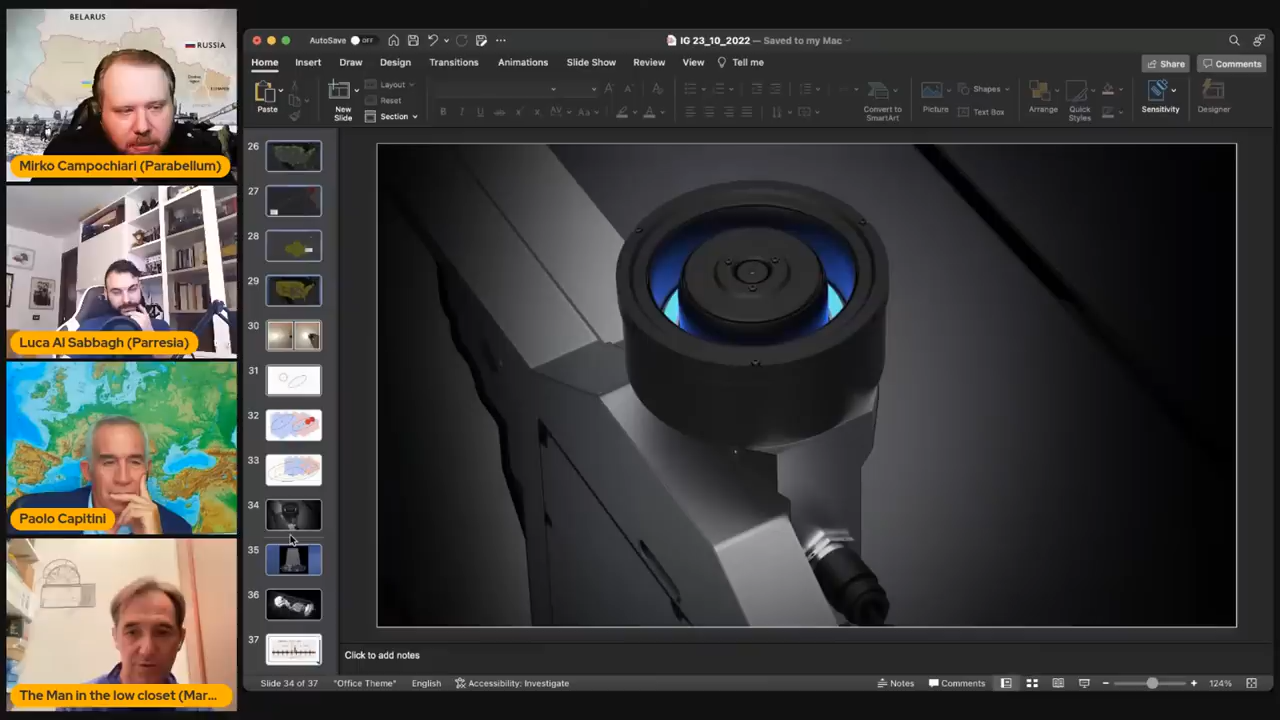 BELARUS
RUSSIA
Mirko Campochiari (Parabellum)
Luca Al Sabbagh (Parresia)
Paolo Capitini
The Man in the low closet (Mar...
AutoSave OFF
IG 23_10_2022 — Saved to my Mac
Home Insert Draw Design Transitions Animations Slide Show Review View Tell me
Share Comments
Paste
New
Slide
Layout
Reset
Section
Convert to
SmartArt
Picture
Shapes
Text Box
Arrange
Quick
Styles
Sensitivity
Designer
26
27
28
29
30
31
32
33
34
35
36
37
Click to add notes
Slide 34 of 37 "Office Theme" English Accessibility: Investigate Notes Comments 124%